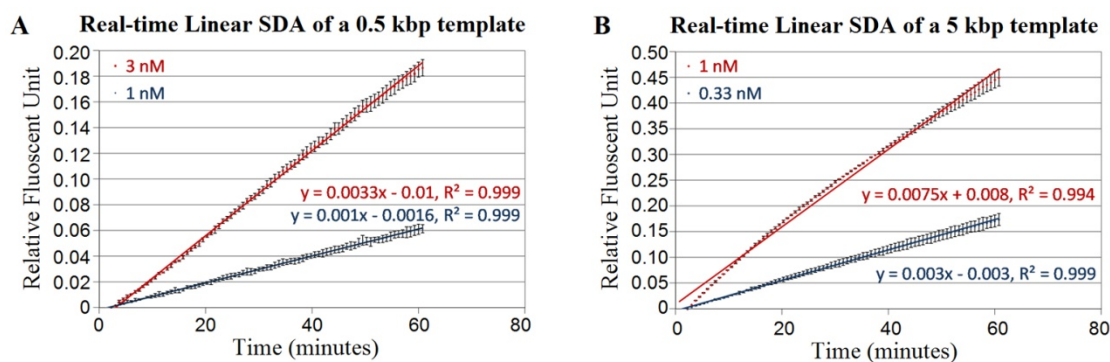 A Real-time Linear SDA of a 0.5 kbp template
Relative Fluoscent Unit
0.20
0.18
0.16
0.14
0.12
0.10
0.08
0.06
0.04
0.02
0
3 nM
1 nM
y = 0.0033x - 0.01, R² = 0.999
y = 0.001x - 0.0016, R² = 0.999
0 20 40 60 80
Time (minutes)
B Real-time Linear SDA of a 5 kbp template
Relative Fluoscent Unit
0.50
0.45
0.40
0.35
0.30
0.25
0.20
0.15
0.10
0.05
0
1 nM
0.33 nM
y = 0.0075x + 0.008, R² = 0.994
y = 0.003x - 0.003, R² = 0.999
0 20 40 60 80
Time (minutes)